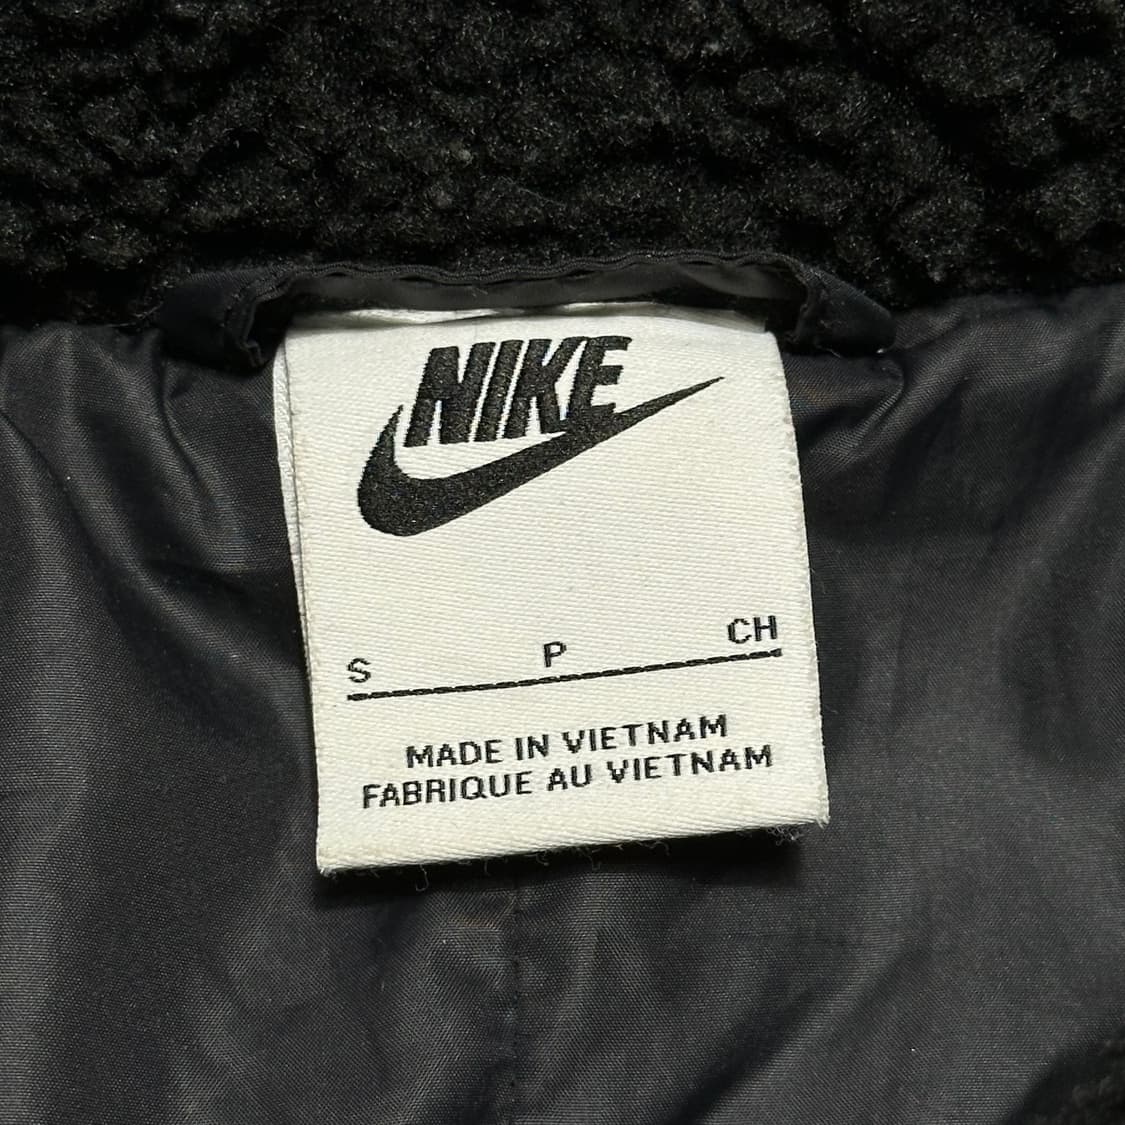 NIKE
S P CH
MADE IN VIETNAM
FABRIQUE AU VIETNAM